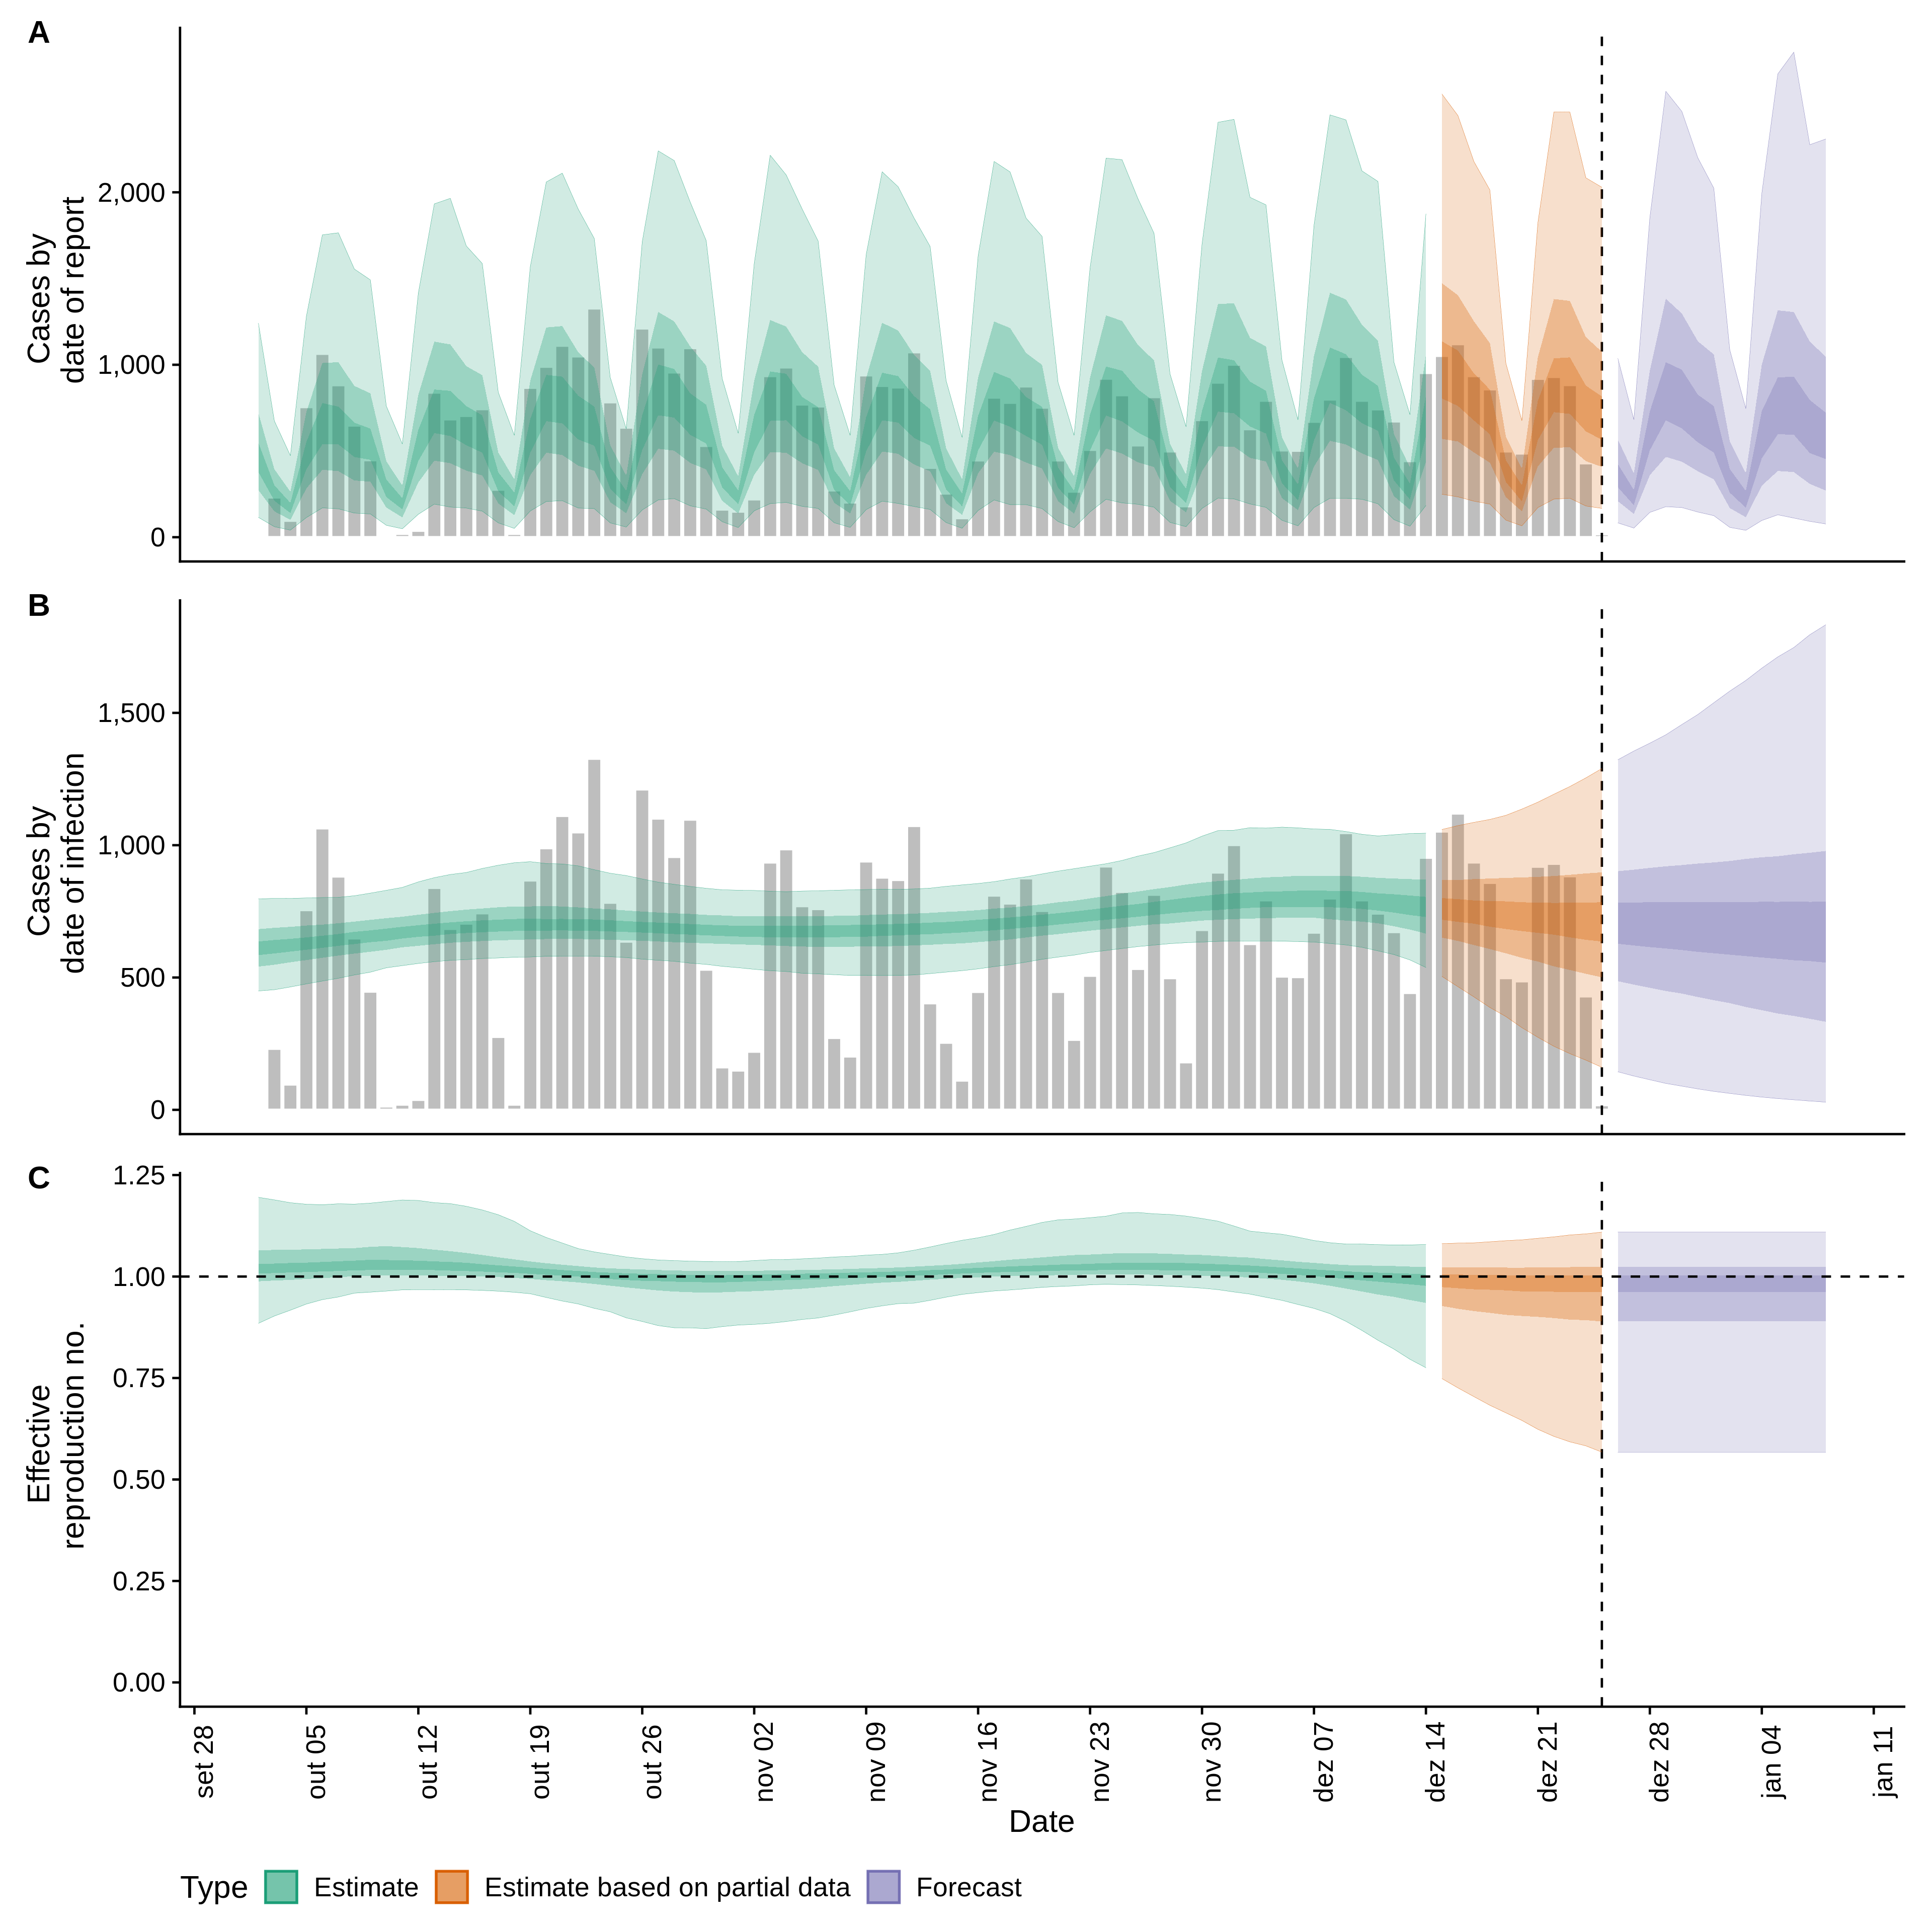 A
Cases by
date of report
2,000
1,000
0
B
Cases by
date of infection
1,500
1,000
500
0
C
Effective
reproduction no.
1.25
1.00
0.75
0.50
0.25
0.00
set 28
out 05
out 12
out 19
out 26
nov 02
nov 09
nov 16
nov 23
nov 30
dez 07
dez 14
dez 21
dez 28
jan 04
jan 11
Date
Type Estimate Estimate based on partial data Forecast